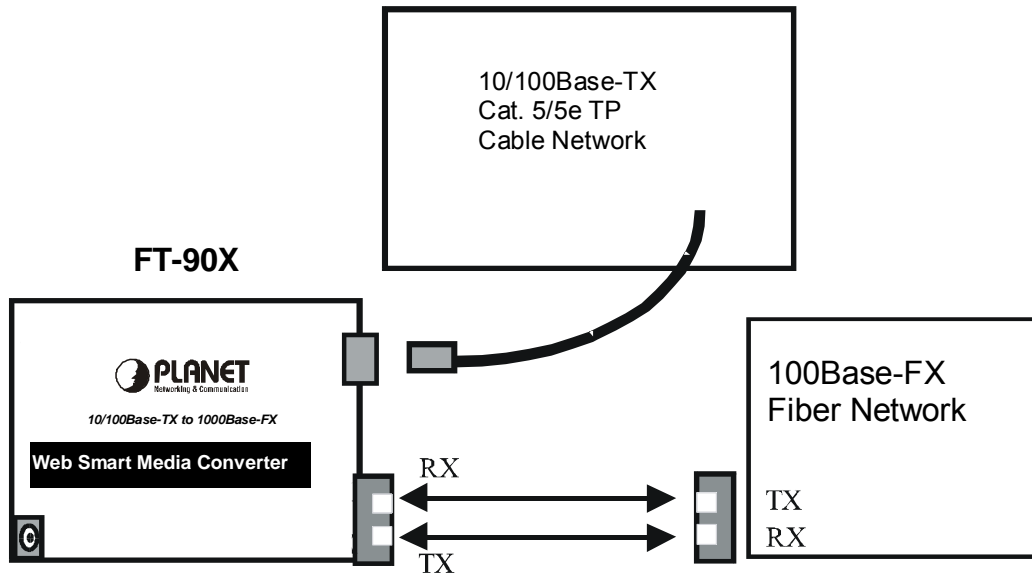 10/100Base-TX
Cat. 5/5e TP
Cable Network
FT-90X
PLANET
Networking & Communication
10/100Base-TX to 1000Base-FX
Web Smart Media Converter
100Base-FX
Fiber Network
RX
TX
TX
RX